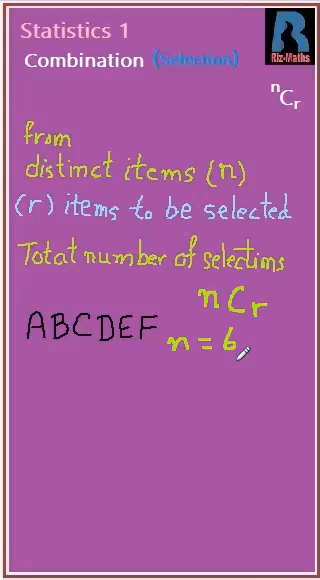 Statistics 1
Riz-Maths
Combination (Selection)
nCr
from
distinct items (n)
(r) items to be selected
Total number of selections
nCr
ABCDEF n = 6